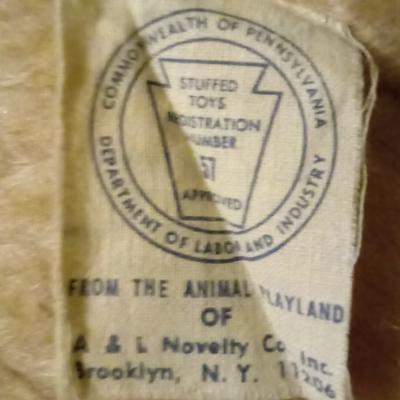 COMMONWEALTH OF PENNSYLVANIA
STUFFED
TOYS
REGISTRATION
NUMBER
57
APPROVED
DEPARTMENT OF LABOR AND INDUSTRY
FROM THE ANIMAL PLAYLAND
OF
A & L Novelty Co Inc.
Brooklyn, N. Y. 11206